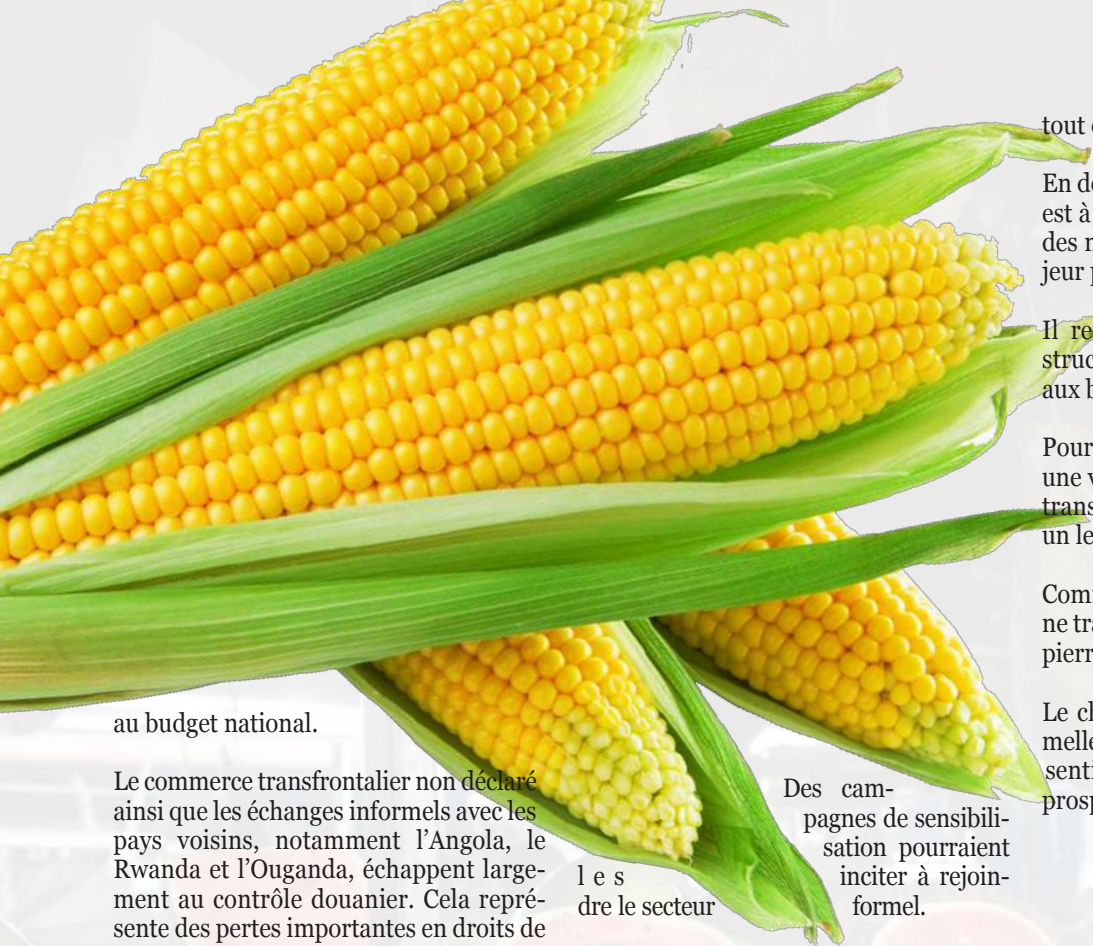 au budget national.
Le commerce transfrontalier non déclaré
ainsi que les échanges informels avec les
pays voisins, notamment l’Angola, le
Rwanda et l’Ouganda, échappent large-
ment au contrôle douanier. Cela repré-
sente des pertes importantes en droits de
Des cam-
pagnes de sensibili-
sation pourraient
l e s inciter à rejoin-
dre le secteur formel.
tout
En de
est à
des
jeur
Il re
struc
aux
Pour
une
trans
un le
Com
ne tra
pierr
Le ch
melle
senti
prosp